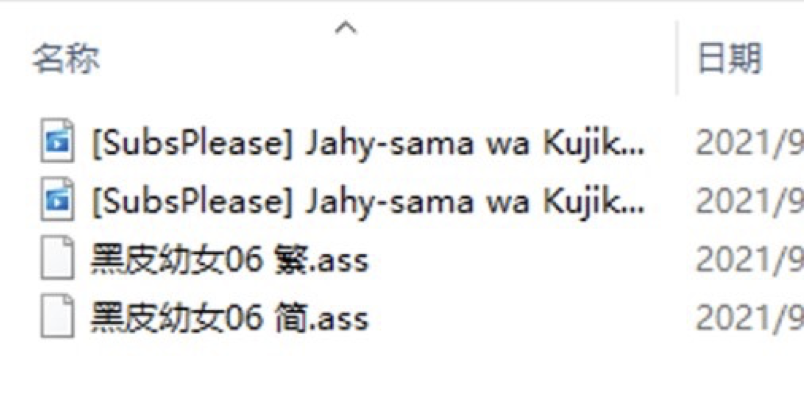 名称 日期
[SubsPlease] Jahy-sama wa Kujik... 2021/9
[SubsPlease] Jahy-sama wa Kujik... 2021/9
黑皮幼女06 繁.ass 2021/9
黑皮幼女06 简.ass 2021/9